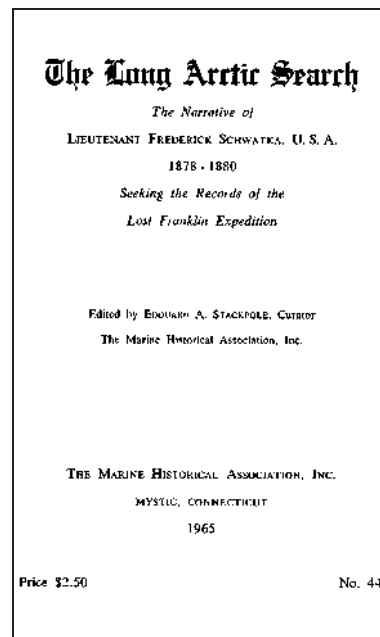 The Long Arctic Search
The Narrative of
LIEUTENANT FREDERICK SCHWATKA, U. S. A.
1878 - 1880
Seeking the Records of the
Lost Franklin Expedition
Edited by EDOUARD A. STACKPOLE, Curator
The Marine Historical Association, Inc.
THE MARINE HISTORICAL ASSOCIATION, INC.
MYSTIC, CONNECTICUT
1965
Price $2.50
No. 44